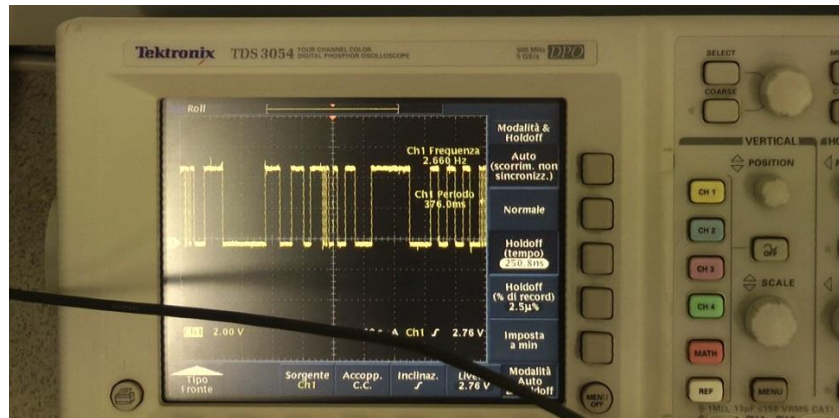 Tektronix TDS 3054 FOUR CHANNEL COLOR
DIGITAL PHOSPHOR OSCILLOSCOPE
500 MHz
5 GS/s
DPO
Roll
Modalità &
Holdoff
Auto
(scorrim. non
sincronizz.)
Normale
Holdoff
(tempo)
250.8ns
Holdoff
(% di record)
2.5µ%
Imposta
a min
Modalità
Auto
Ch1 Frequenza
2.660 Hz
Ch1 Periodo
376.0ms
Ch1 2.00 V
A Ch1 ʃ 2.76 V
Tipo
Fronte
Sorgente
Ch1
Accopp.
C.C.
Inclinaz.
2.76 V
MENU
OFF
SELECT
COARSE
VERTICAL
POSITION
CH 1
CH 2
CH 3
CH 4
MATH
REF
OFF
SCALE
MENU